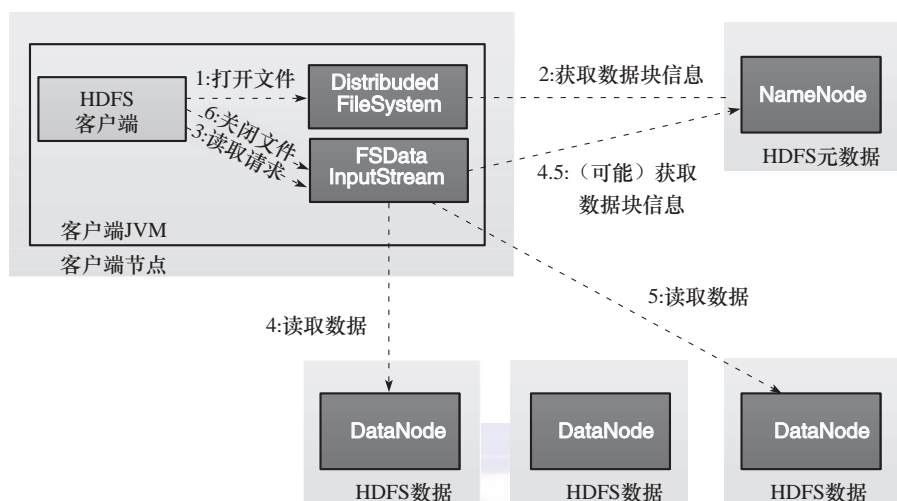 HDFS
客户端
1:打开文件
Distribuded
FileSystem
2:获取数据块信息
NameNode
HDFS元数据
6:关闭文件
3:读取请求
FSData
InputStream
4.5:（可能）获取
数据块信息
客户端JVM
客户端节点
4:读取数据
5:读取数据
DataNode
HDFS数据
DataNode
HDFS数据
DataNode
HDFS数据